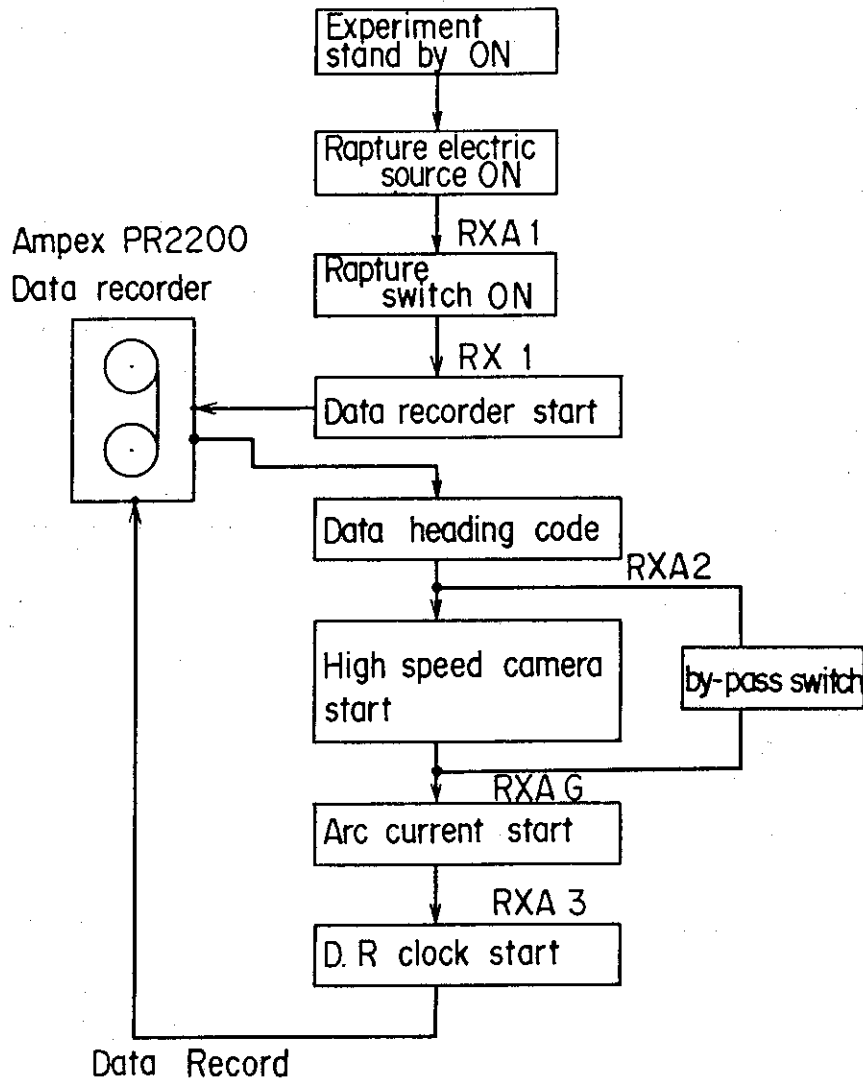 Experiment
stand by ON
Rapture electric
source ON
RXA 1
Ampex PR2200
Data recorder
Rapture
switch ON
RX 1
Data recorder start
Data heading code
RXA2
High speed camera
start
by-pass switch
RXA G
Arc current start
RXA 3
D. R clock start
Data Record